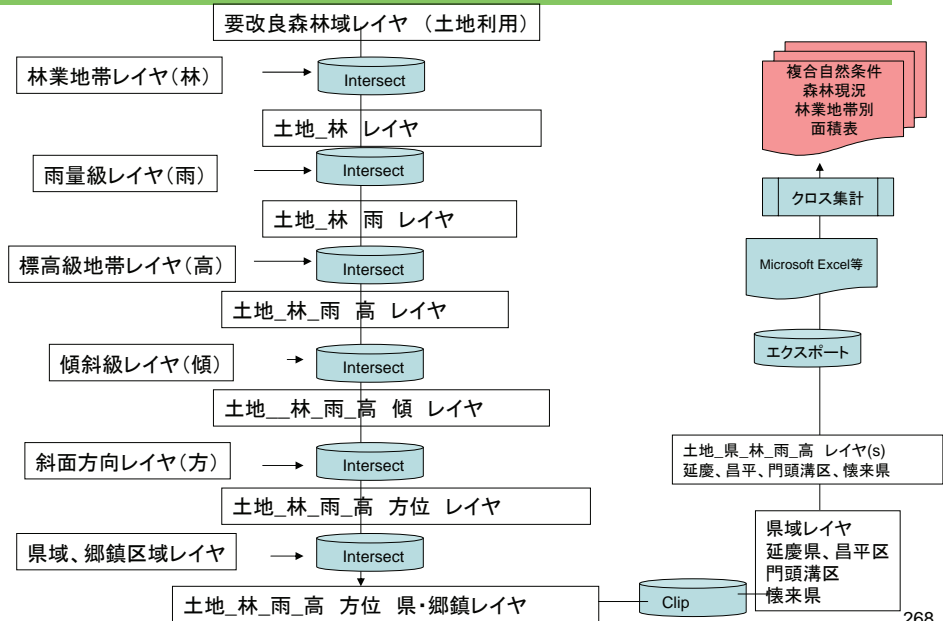 要改良森林域レイヤ （土地利用）
林業地帯レイヤ（林）
Intersect
土地_林 レイヤ
雨量級レイヤ（雨）
Intersect
土地_林 雨 レイヤ
標高級地帯レイヤ（高）
Intersect
土地_林_雨 高 レイヤ
傾斜級レイヤ（傾）
Intersect
土地__林_雨_高 傾 レイヤ
斜面方向レイヤ（方）
Intersect
土地_林_雨_高 方位 レイヤ
県域、郷鎮区域レイヤ
Intersect
土地_林_雨_高 方位 県・郷鎮レイヤ
Clip
県域レイヤ
延慶県、昌平区
門頭溝区
懐来県
土地_県_林_雨_高 レイヤ(s)
延慶、昌平、門頭溝区、懐来県
エクスポート
Microsoft Excel等
クロス集計
複合自然条件
森林現況
林業地帯別
面積表
268